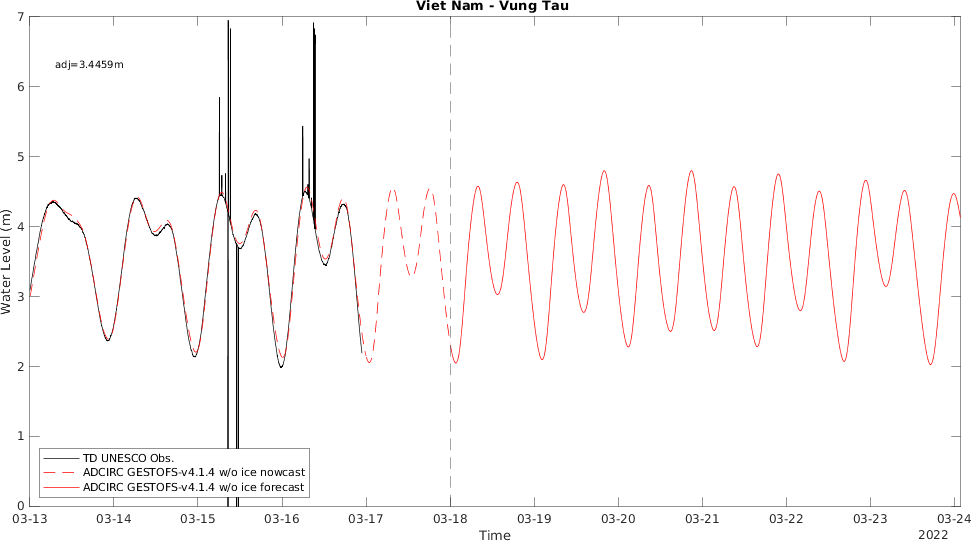 Viet Nam - Vung Tau
7
adj=3.4459m
6
5
4
3
2
1
0
Water Level (m)
TD UNESCO Obs.
ADCIRC GESTOFS-v4.1.4 w/o ice nowcast
ADCIRC GESTOFS-v4.1.4 w/o ice forecast
03-13 03-14 03-15 03-16 03-17 03-18 03-19 03-20 03-21 03-22 03-23 03-24
Time
2022